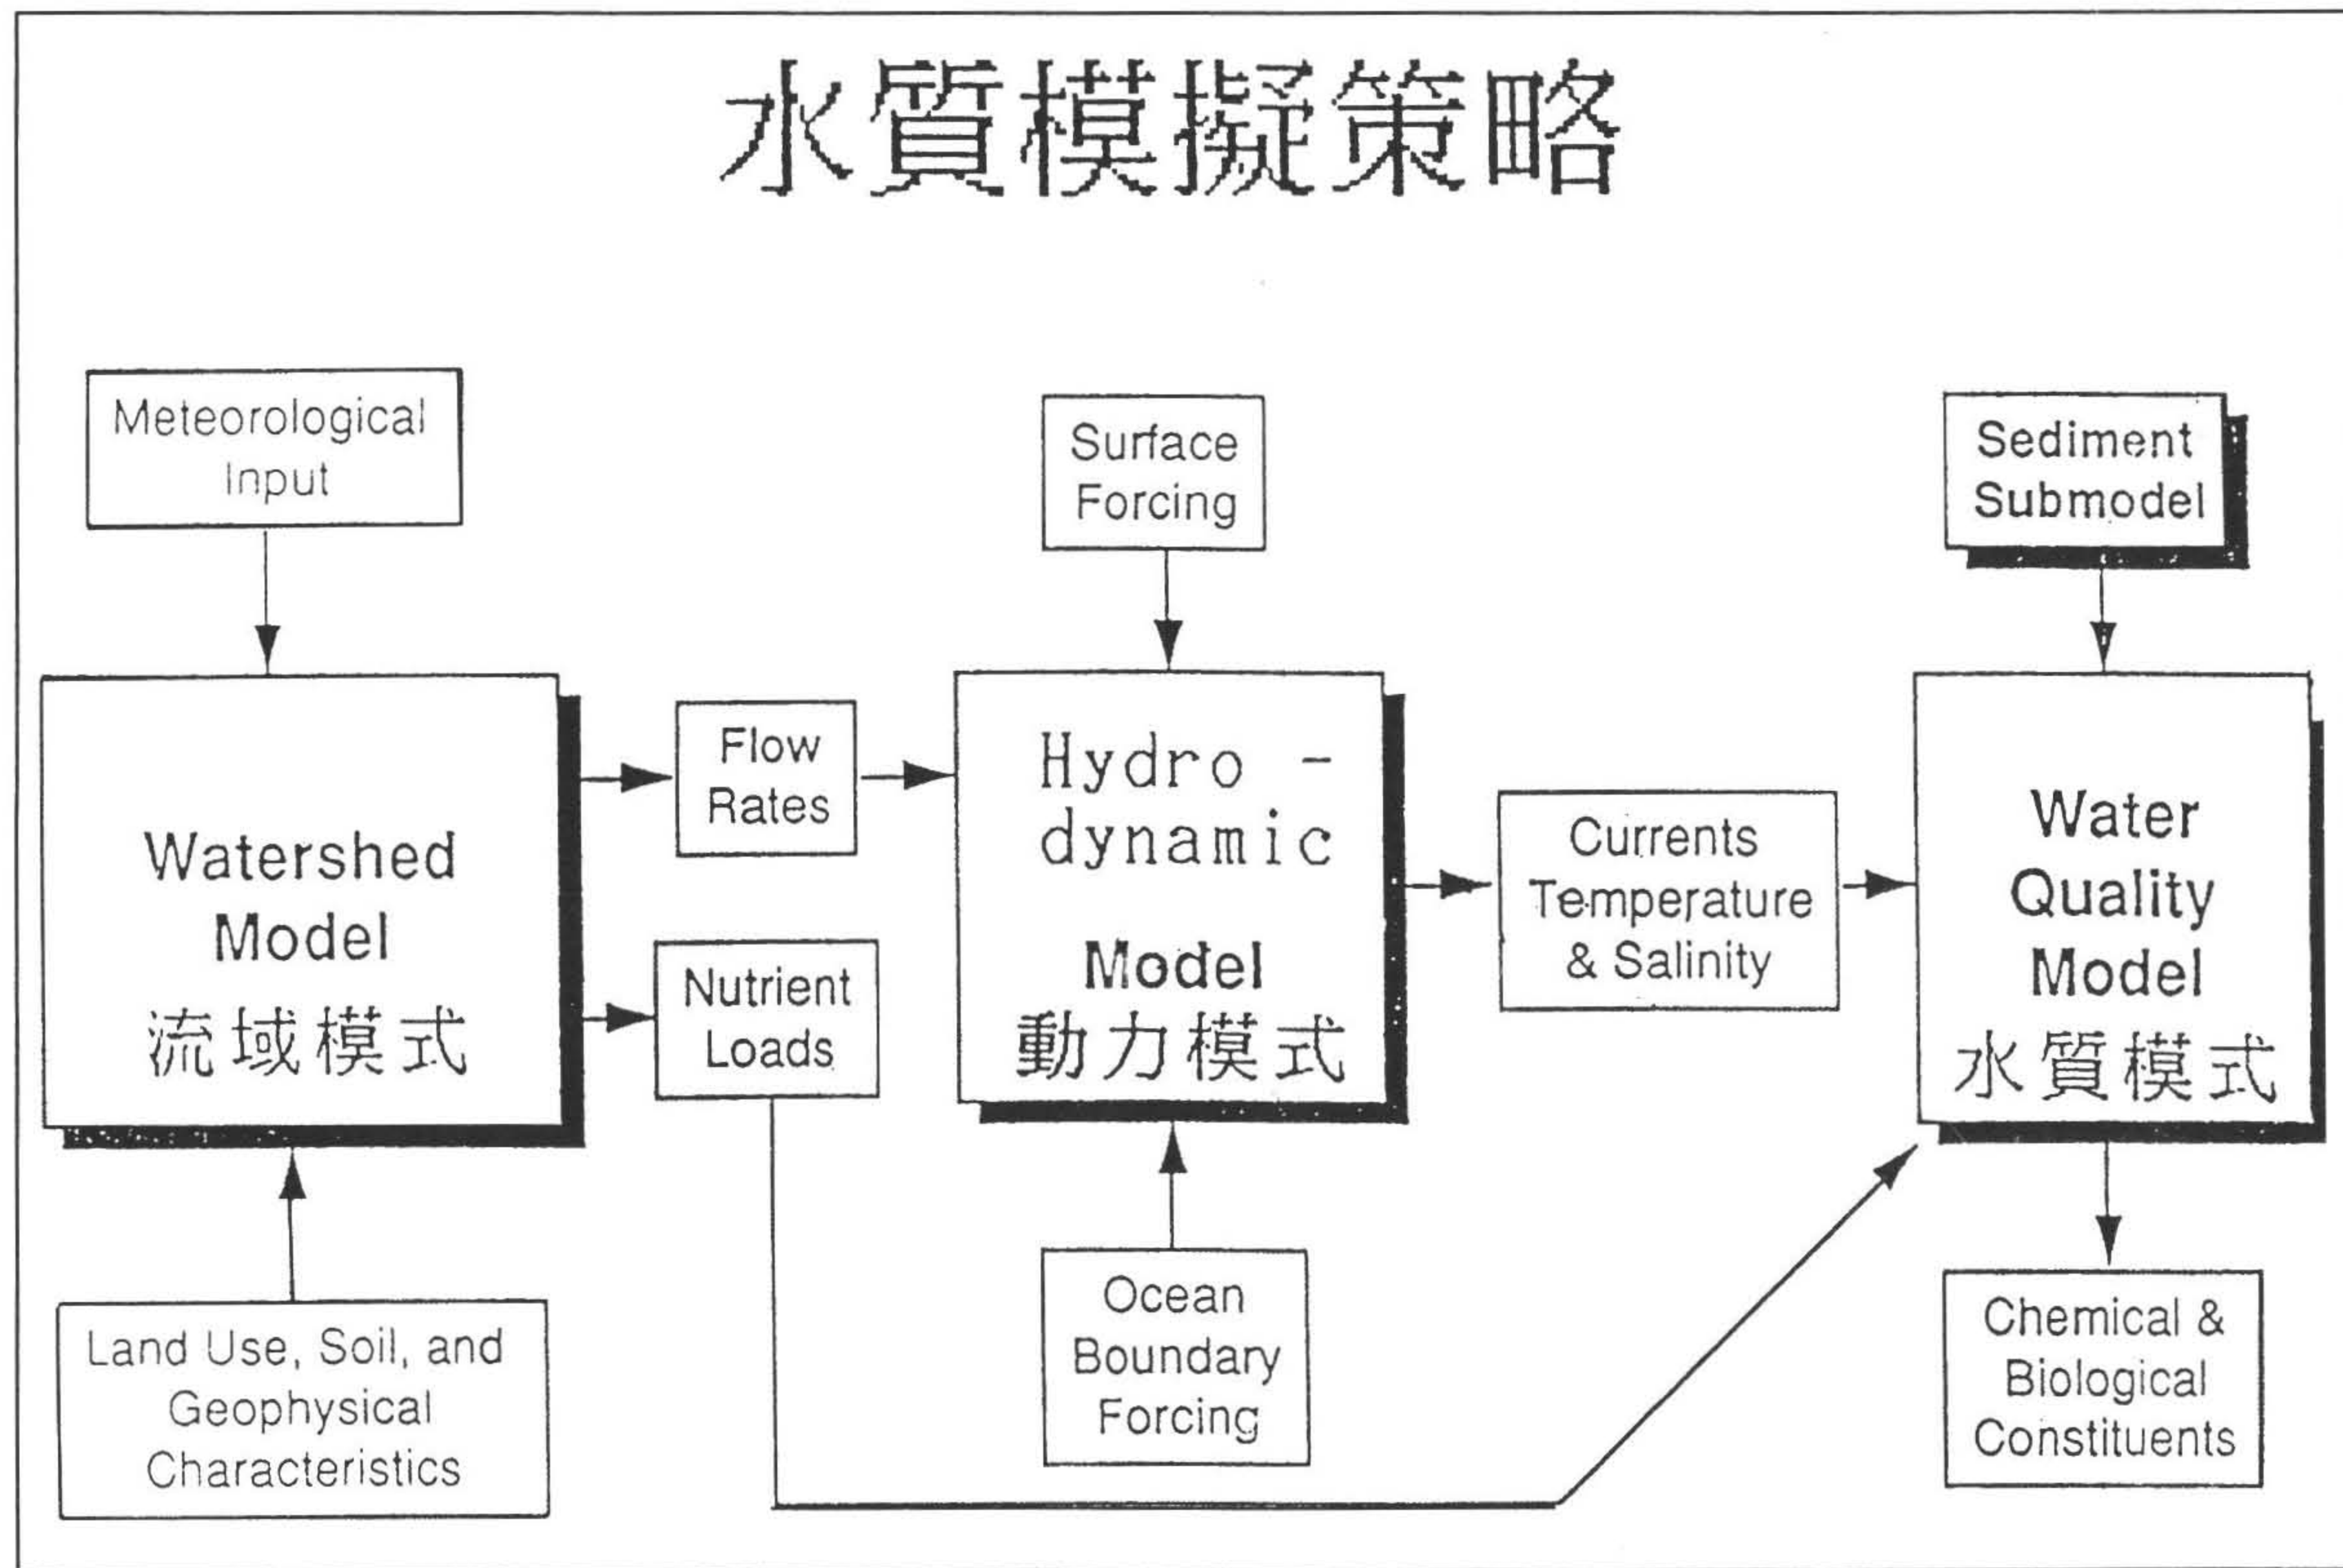 水質模擬策略
Meteorological
Input
Surface
Forcing
Sediment
Submodel
Watershed
Model
流域模式
Flow
Rates
Nutrient
Loads
Hydro -
dynamic
Model
動力模式
Currents
Temperature
& Salinity
Water
Quality
Model
水質模式
Land Use, Soil, and
Geophysical
Characteristics
Ocean
Boundary
Forcing
Chemical &
Biological
Constituents